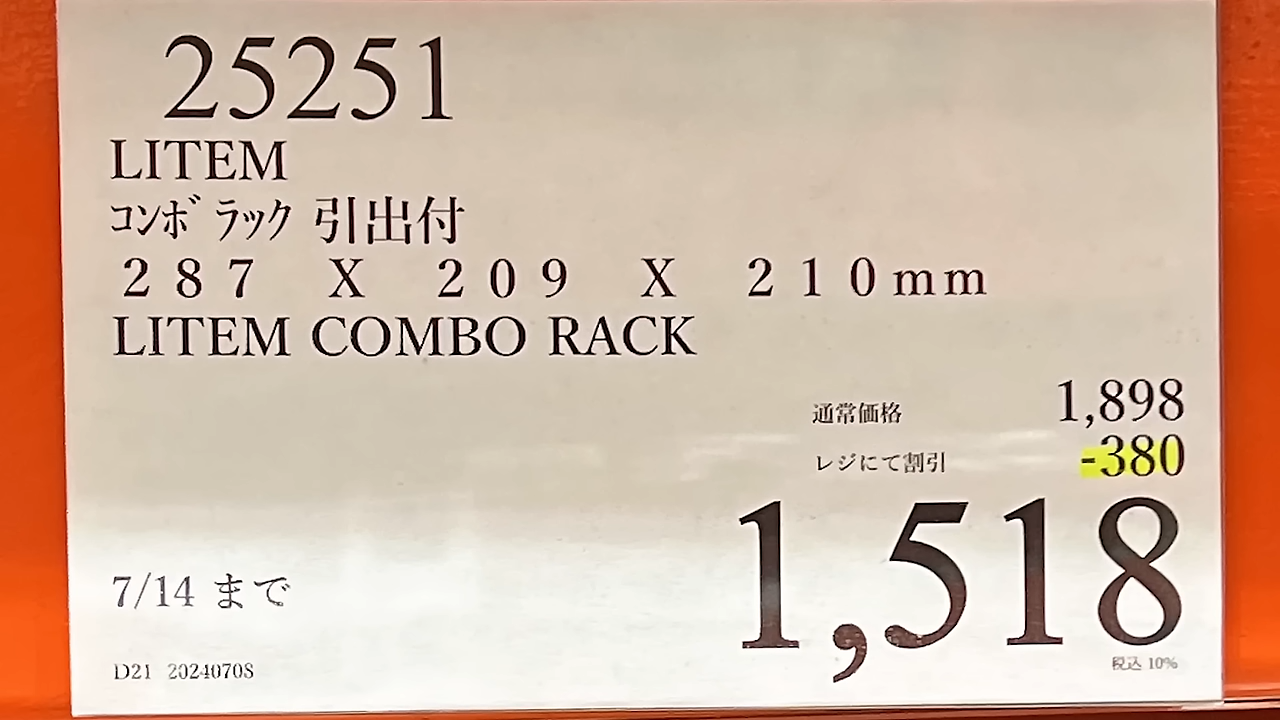 25251
LITEM
ｺﾝﾎﾞ ﾗｯｸ 引出付
２８７　Ｘ　２０９　Ｘ　２１０ｍｍ
LITEM COMBO RACK
通常価格 1,898
レジにて割引 -380
1,518
税込 10%
7/14 まで
D21 20240708